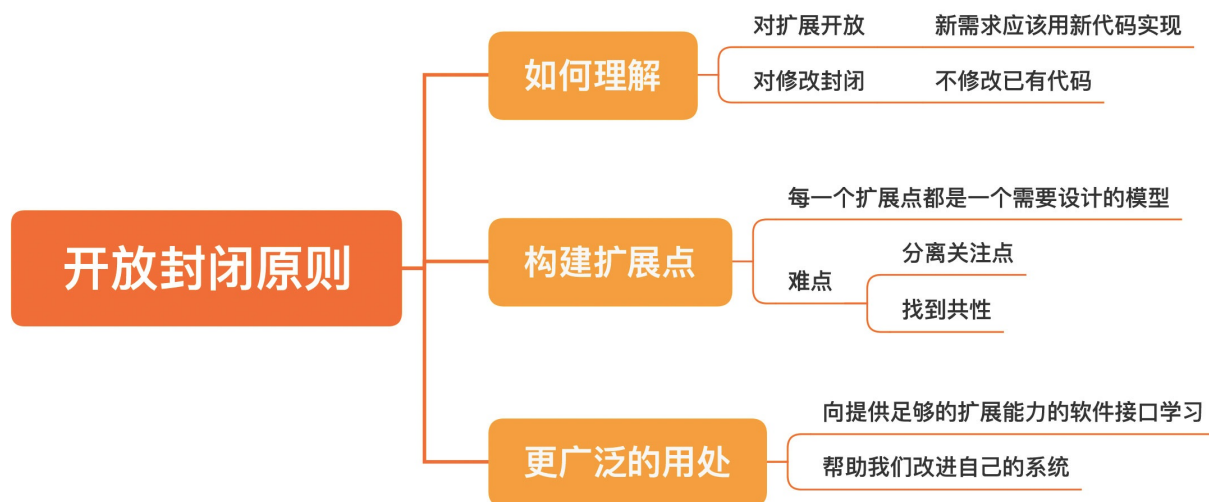 开放封闭原则
如何理解
对扩展开放 新需求应该用新代码实现
对修改封闭 不修改已有代码
构建扩展点
每一个扩展点都是一个需要设计的模型
难点
分离关注点
找到共性
更广泛的用处
向提供足够的扩展能力的软件接口学习
帮助我们改进自己的系统